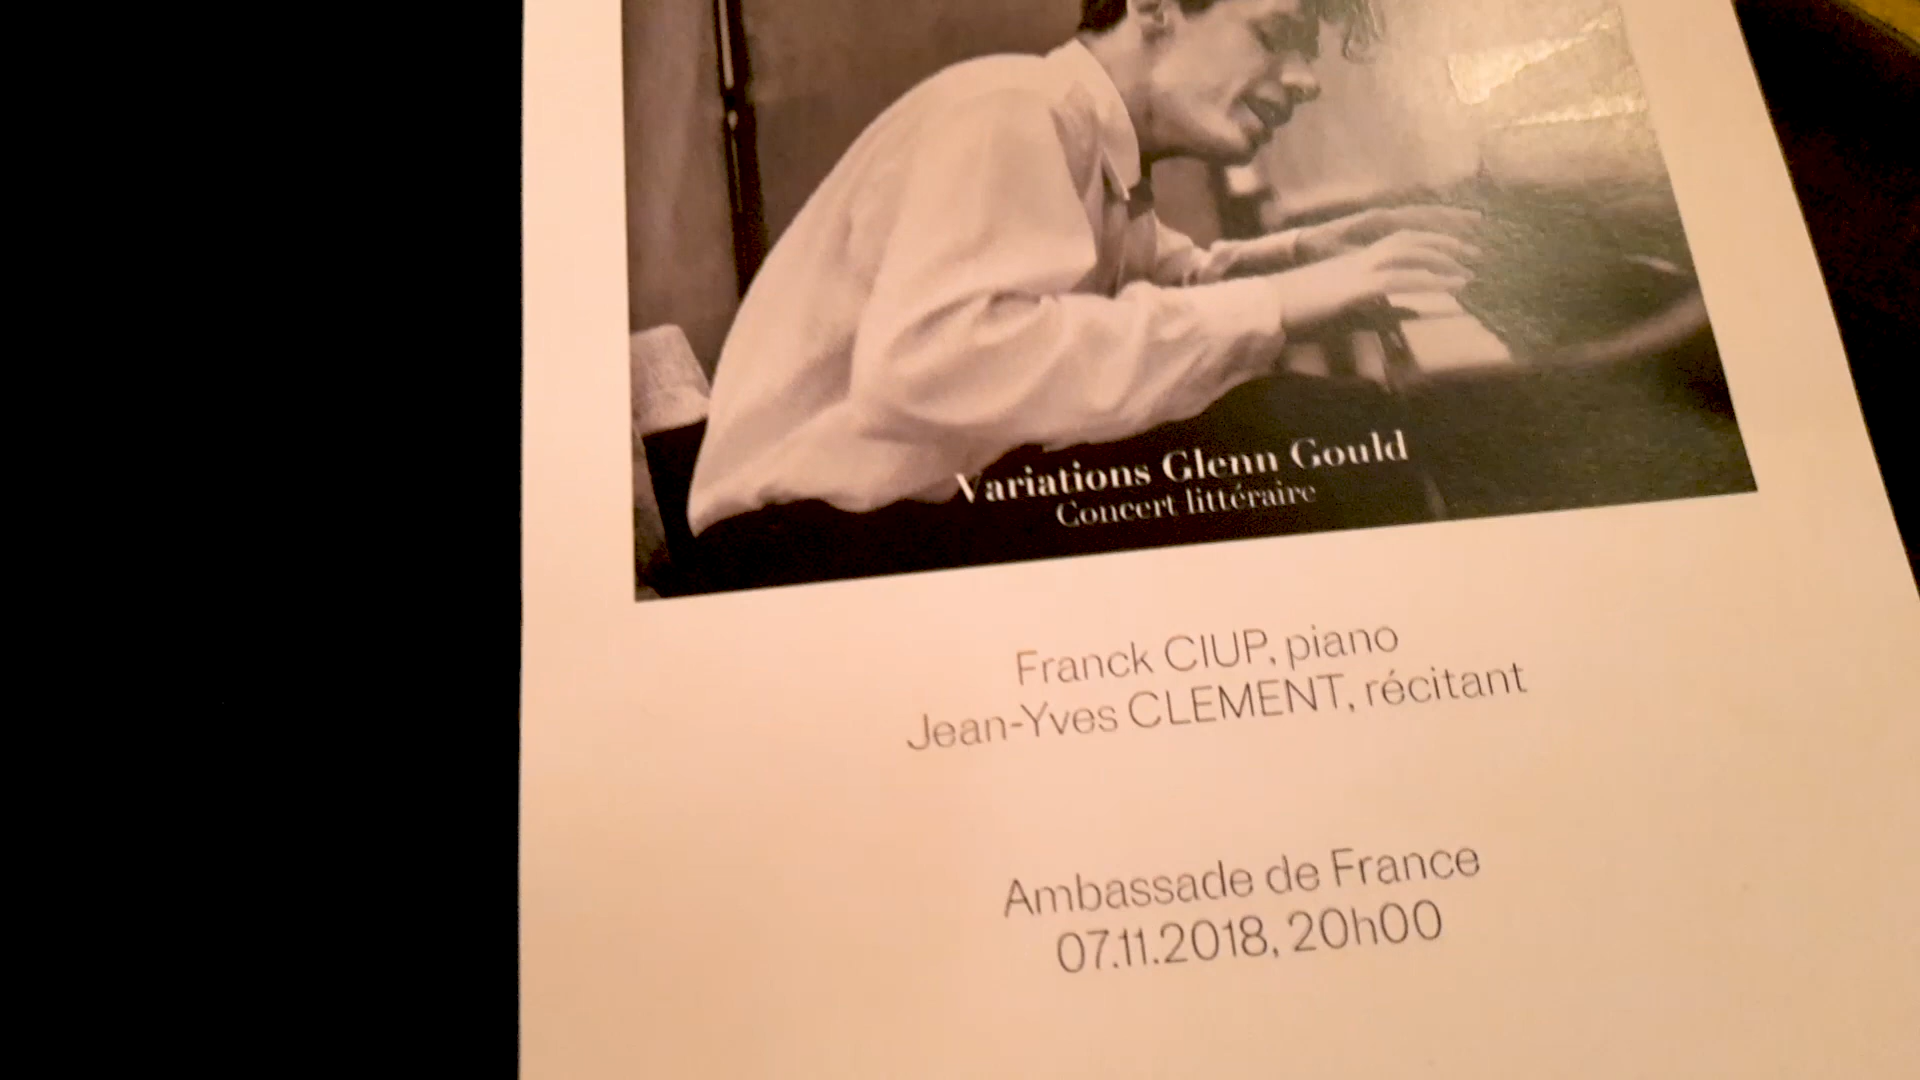 Variations Glenn Gould
Concert littéraire
Franck CIUP, piano
Jean-Yves CLEMENT, récitant
Ambassade de France
07.11.2018, 20h00